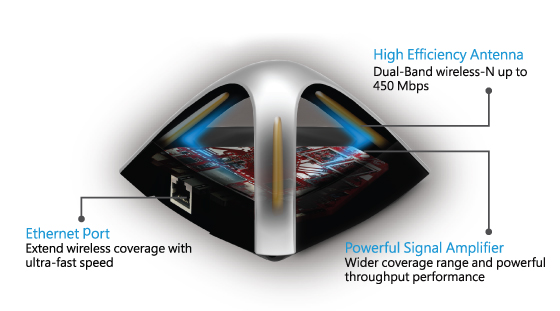 High Efficiency Antenna
Dual-Band wireless-N up to
450 Mbps
Ethernet Port
Extend wireless coverage with
ultra-fast speed
Powerful Signal Amplifier
Wider coverage range and powerful
throughput performance